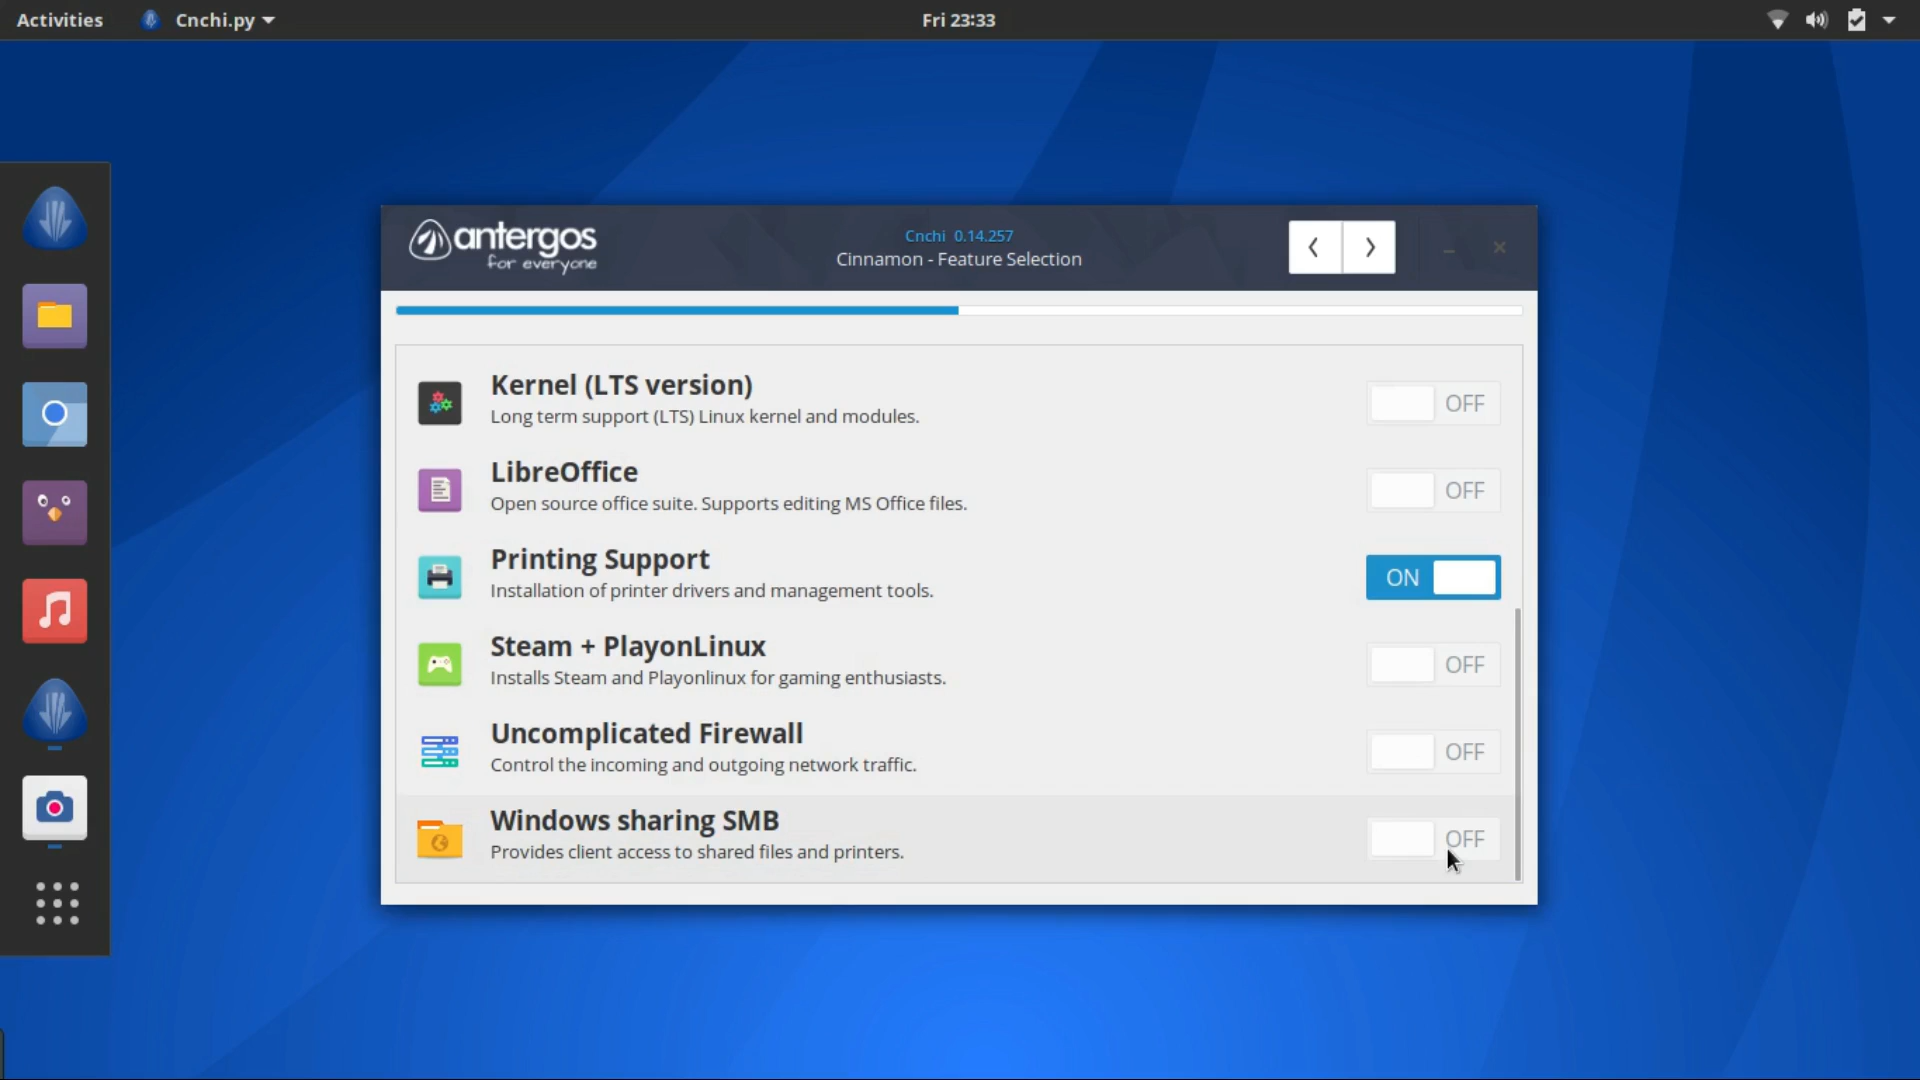 Activities
Cnchi.py
Fri 23:33
antergos
for everyone
Cnchi 0.14.257
Cinnamon - Feature Selection
Kernel (LTS version)
Long term support (LTS) Linux kernel and modules.
OFF
LibreOffice
Open source office suite. Supports editing MS Office files.
OFF
Printing Support
Installation of printer drivers and management tools.
ON
Steam + PlayonLinux
Installs Steam and Playonlinux for gaming enthusiasts.
OFF
Uncomplicated Firewall
Control the incoming and outgoing network traffic.
OFF
Windows sharing SMB
Provides client access to shared files and printers.
OFF